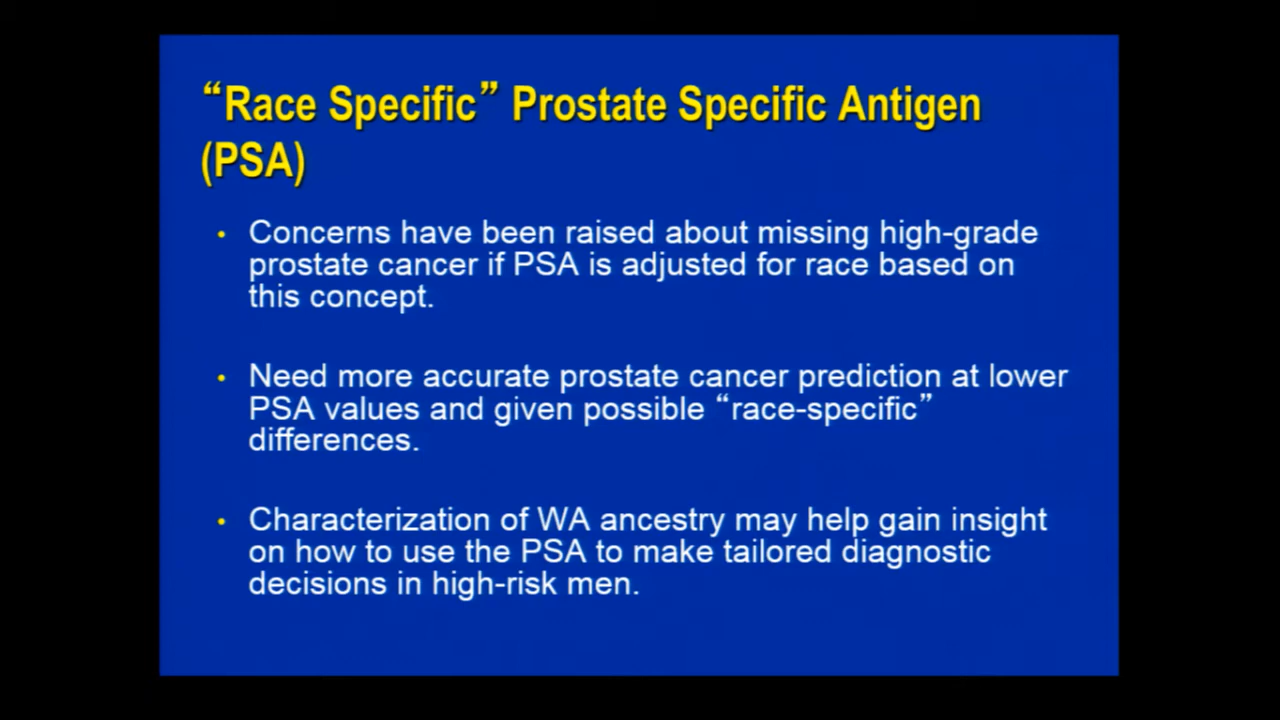 “Race Specific” Prostate Specific Antigen
(PSA)
• Concerns have been raised about missing high-grade
prostate cancer if PSA is adjusted for race based on
this concept.
• Need more accurate prostate cancer prediction at lower
PSA values and given possible “race-specific”
differences.
• Characterization of WA ancestry may help gain insight
on how to use the PSA to make tailored diagnostic
decisions in high-risk men.